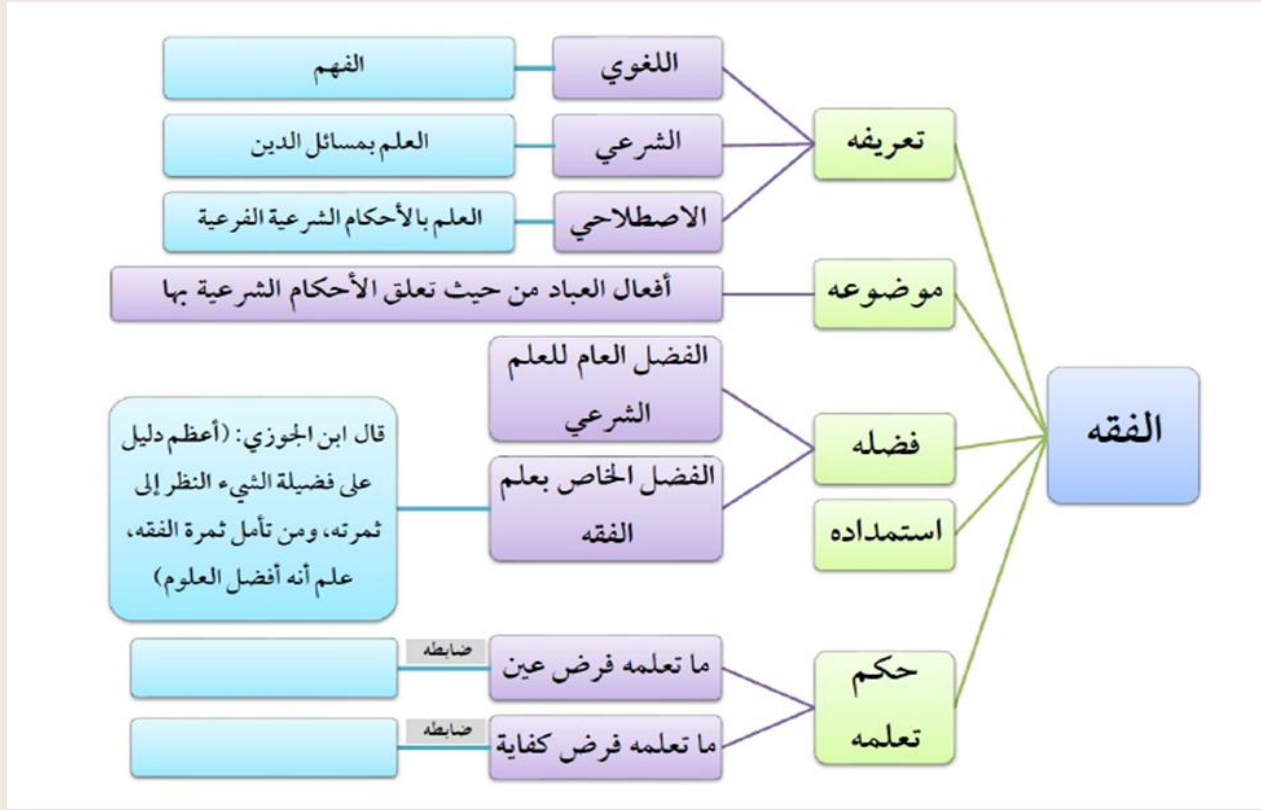 الفقه
تعريفه
اللغوي
الفهم
الشرعي
العلم بمسائل الدين
الاصطلاحي
العلم بالأحكام الشرعية الفرعية
موضوعه
أفعال العباد من حيث تعلق الأحكام الشرعية بها
فضله
الفضل العام للعلم
الشرعي
الفضل الخاص بعلم
الفقه
قال ابن الجوزي: (أعظم دليل
على فضيلة الشيء النظر إلى
ثمرته، ومن تأمل ثمرة الفقه،
علم أنه أفضل العلوم)
استمداده
حكم
تعلمه
ما تعلمه فرض عين
ضابطه
ما تعلمه فرض كفاية
ضابطه